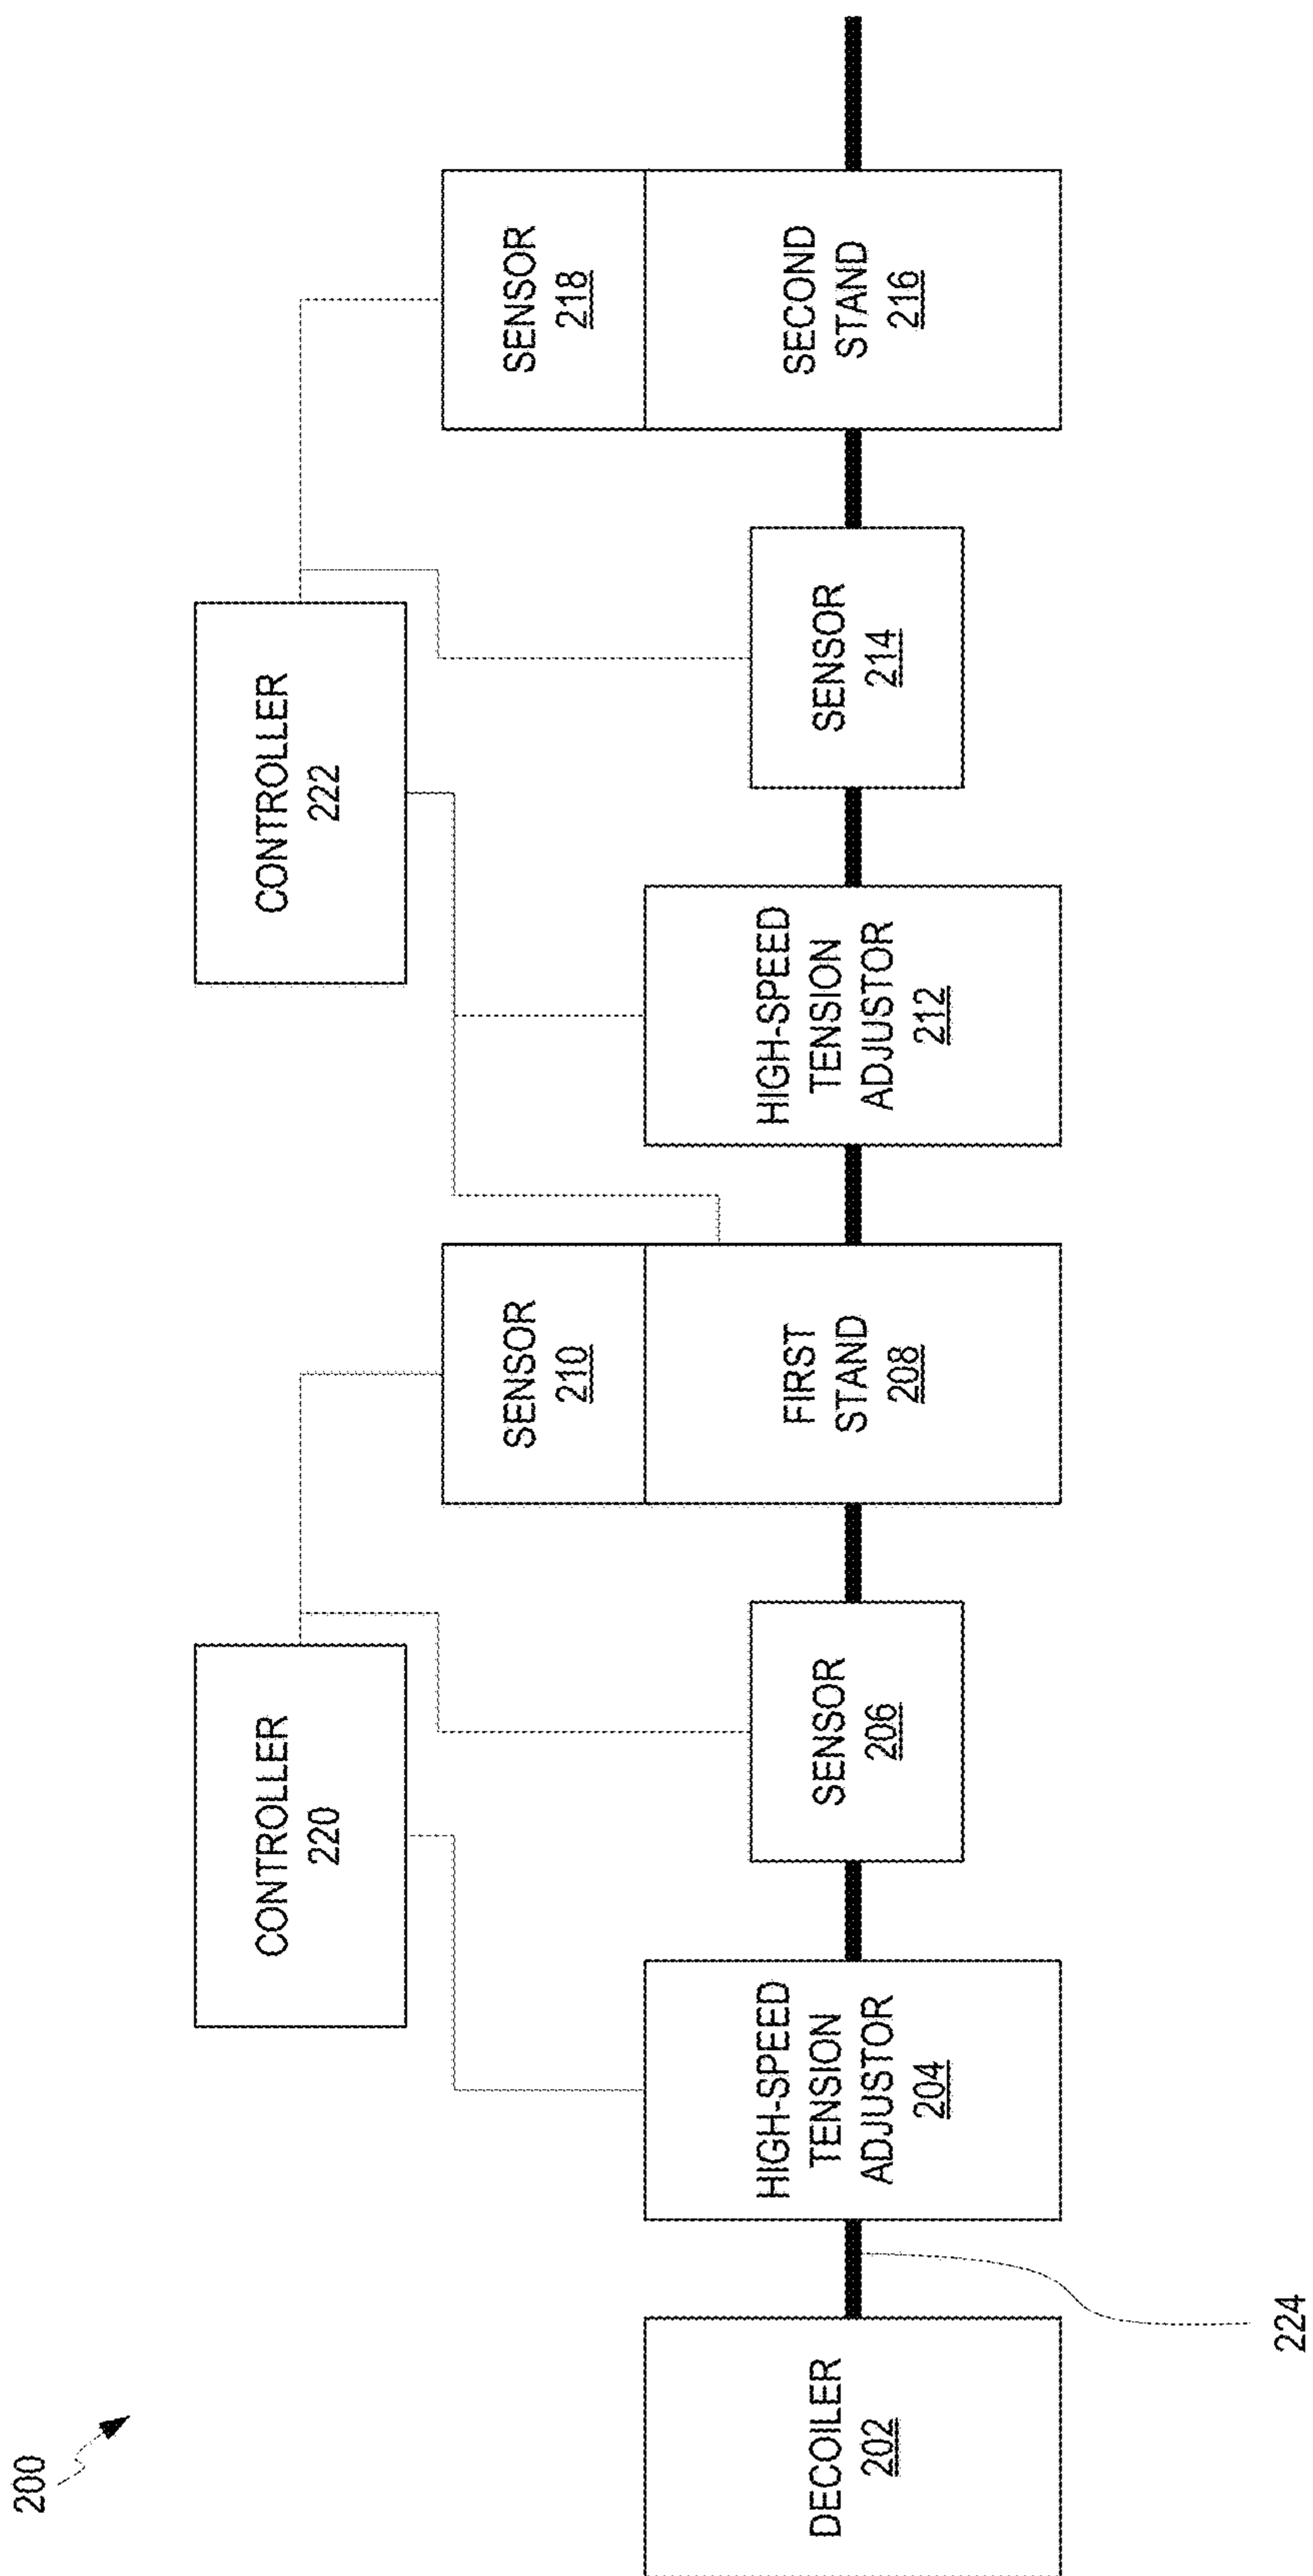 200
CONTROLLER
220
CONTROLLER
222
SENSOR
210
SENSOR
218
DECOILER
202
HIGH-SPEED
TENSION
ADJUSTOR
204
SENSOR
206
FIRST
STAND
208
HIGH-SPEED
TENSION
ADJUSTOR
212
SENSOR
214
SECOND
STAND
216
224